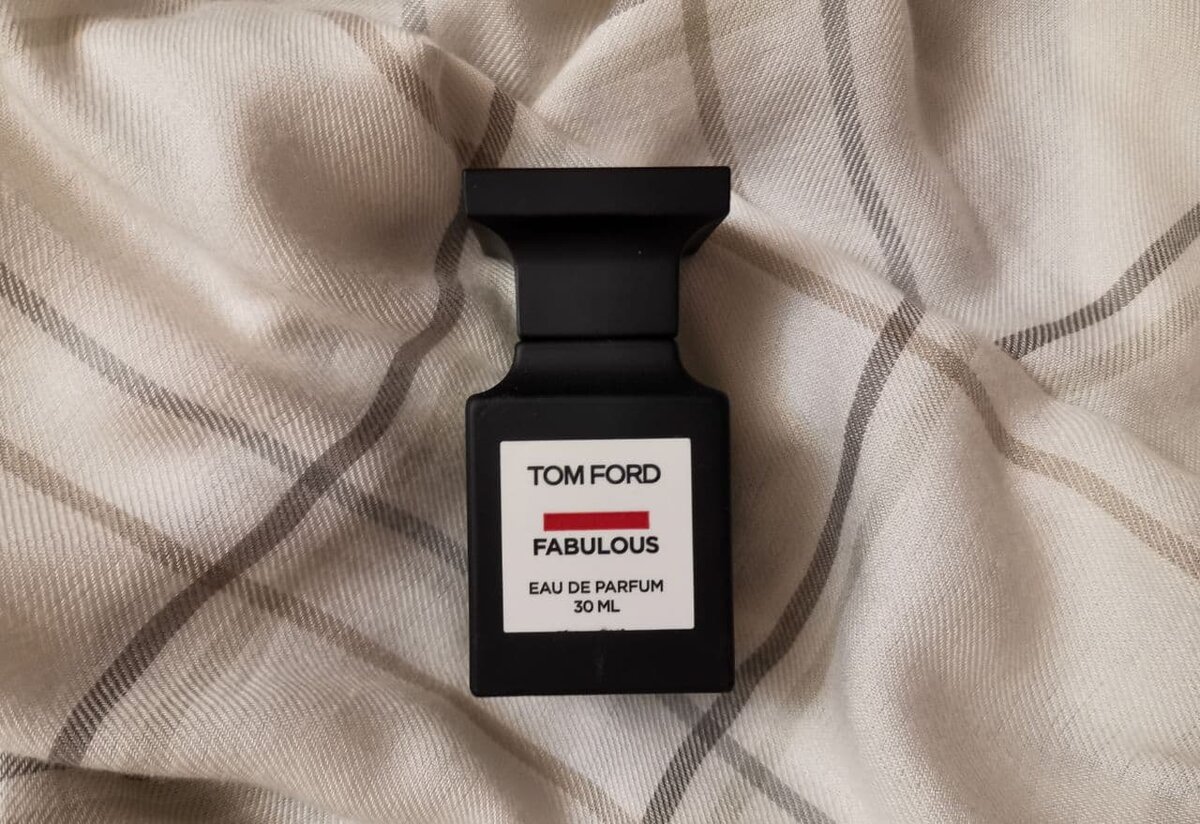 TOM FORD
FABULOUS
EAU DE PARFUM
30 ML